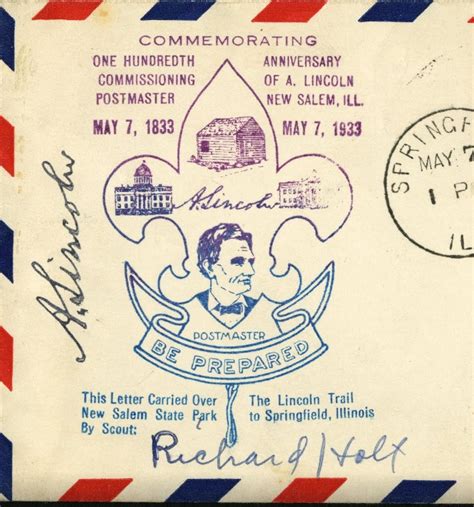 COMMEMORATING
ONE HUNDREDTH ANNIVERSARY
COMMISSIONING OF A. LINCOLN
POSTMASTER NEW SALEM, ILL.
MAY 7, 1833 MAY 7, 1933
SPRINGF
MAY 7
1 P
IL
A. Lincoln
A. Lincoln
POSTMASTER
BE PREPARED
This Letter Carried Over The Lincoln Trail
New Salem State Park to Springfield, Illinois
By Scout:
Richard Holt